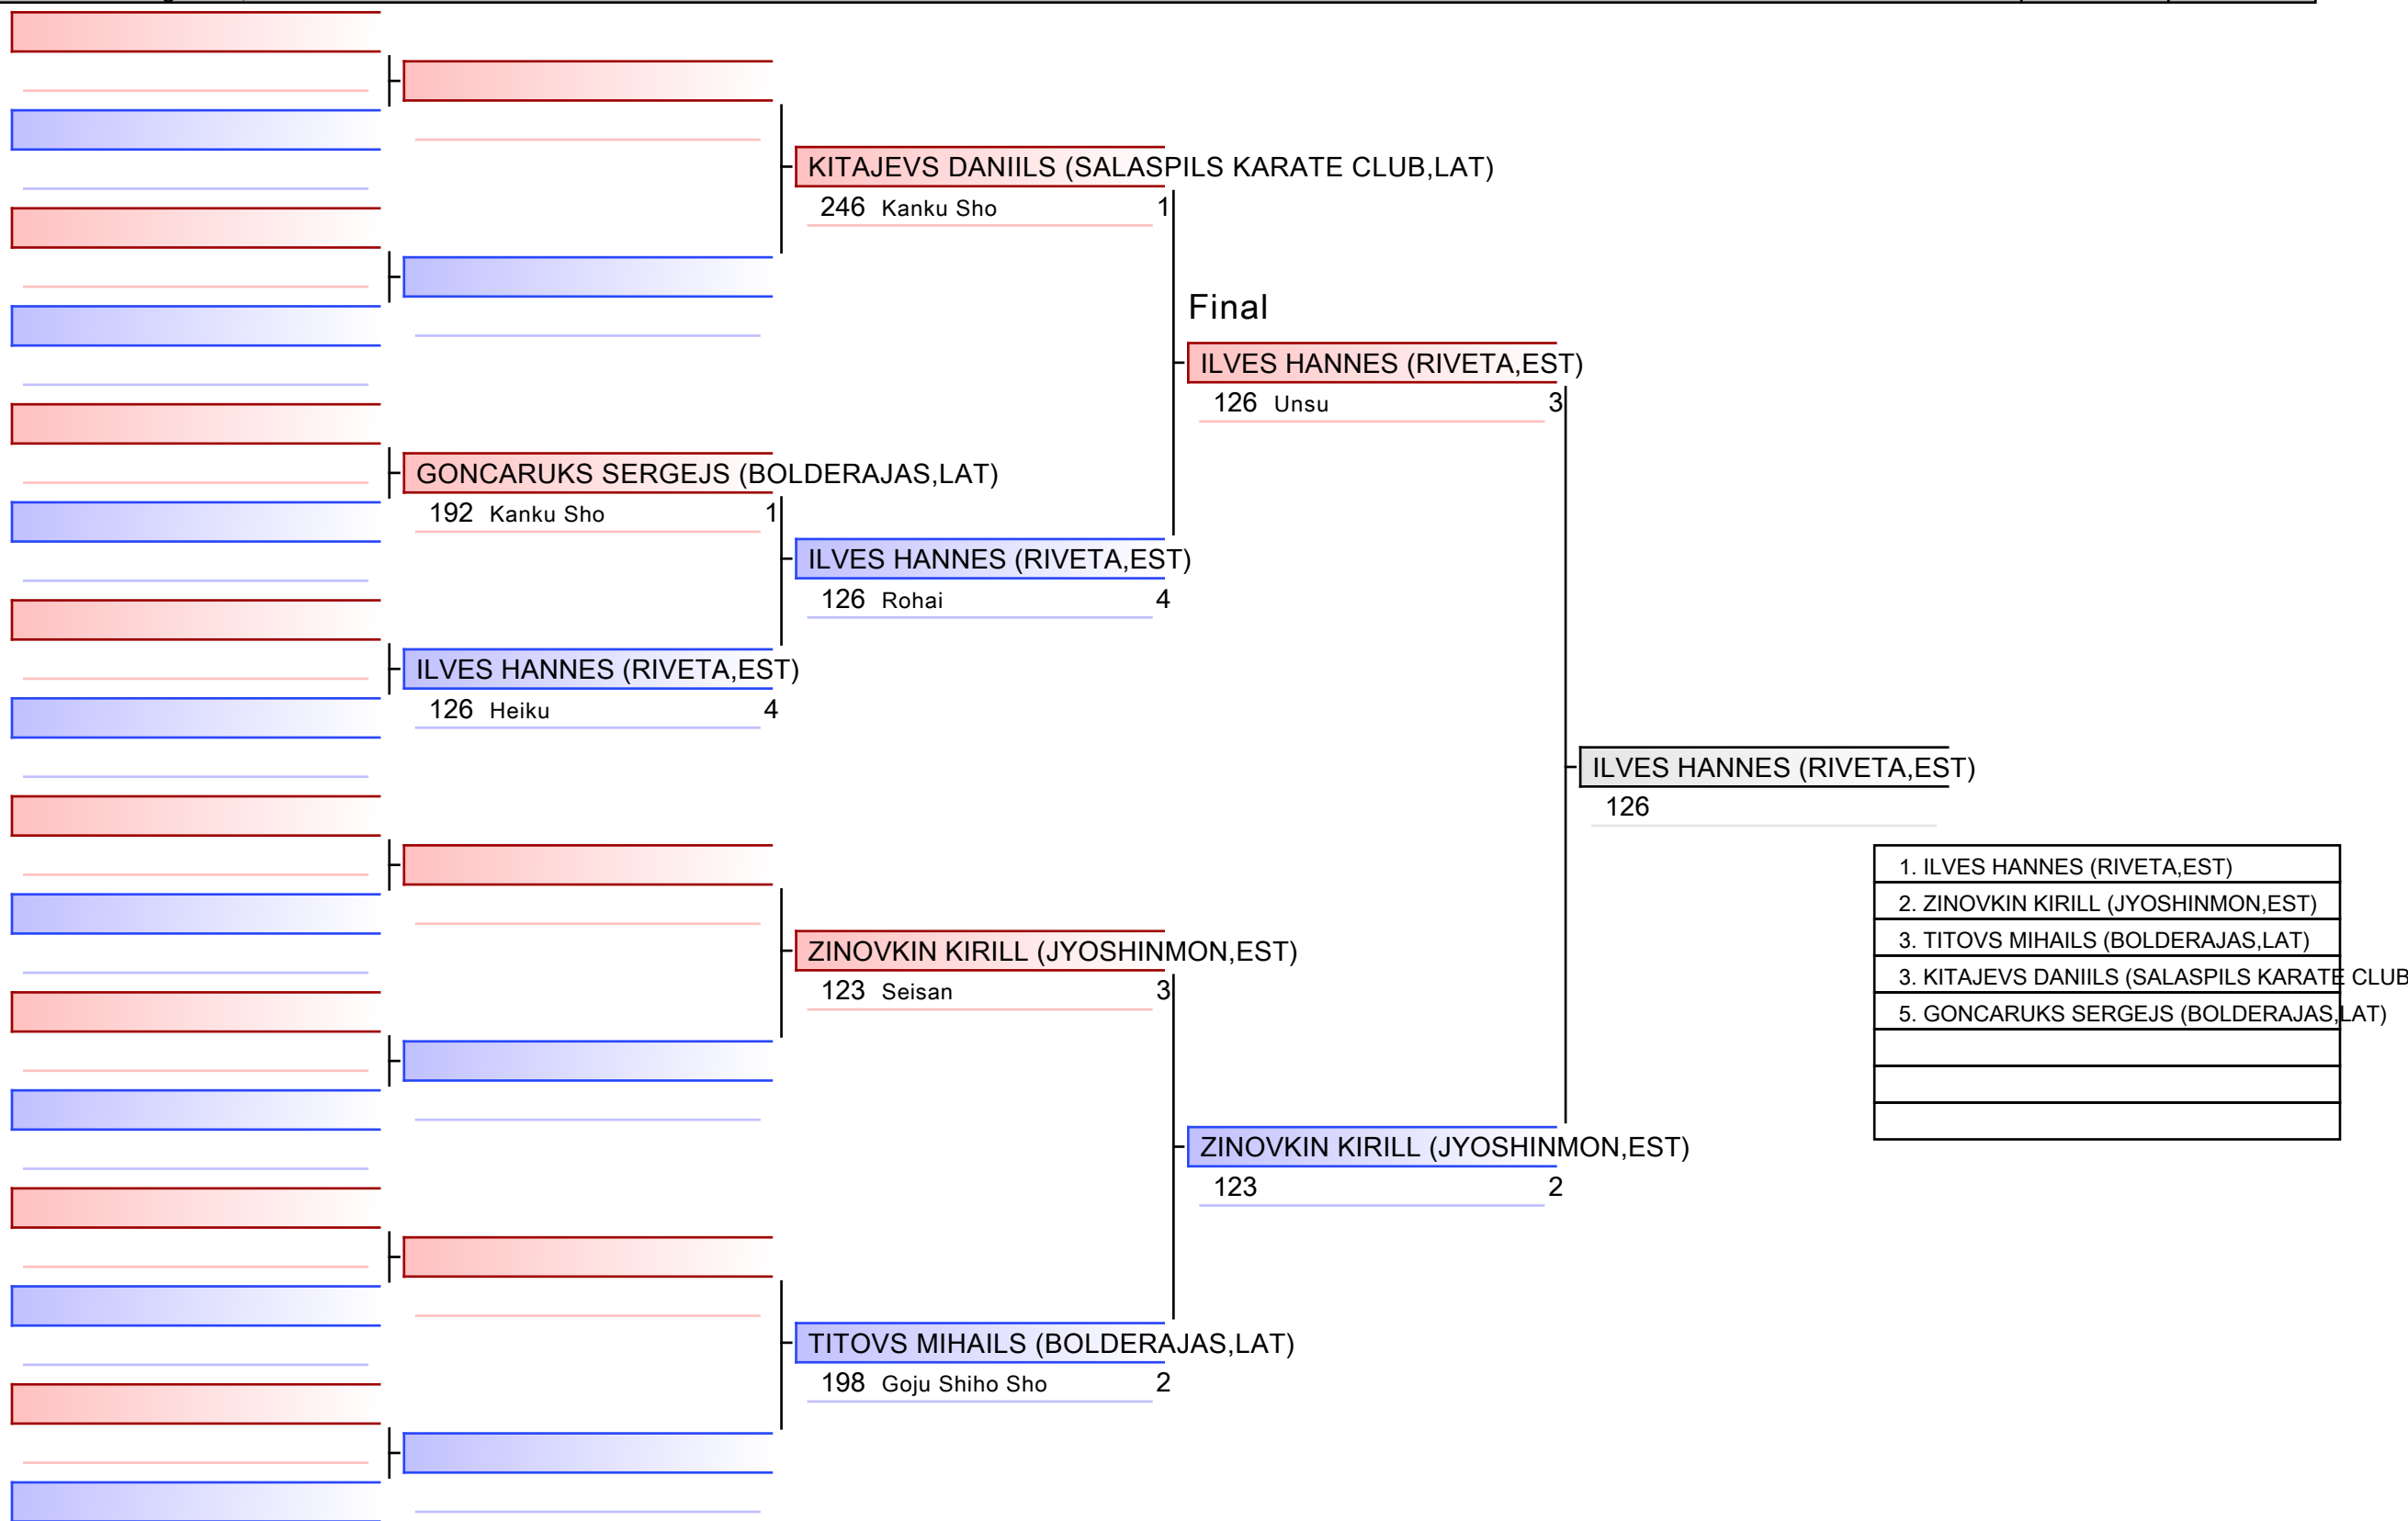 KITAJEVS DANIILS (SALASPILS KARATE CLUB,LAT)
246 Kanku Sho 1
Final
ILVES HANNES (RIVETA,EST)
126 Unsu 3
GONCARUKS SERGEJS (BOLDERAJAS,LAT)
192 Kanku Sho 1
ILVES HANNES (RIVETA,EST)
126 Rohai 4
ILVES HANNES (RIVETA,EST)
126 Heiku 4
ILVES HANNES (RIVETA,EST)
126
1. ILVES HANNES (RIVETA,EST)
2. ZINOVKIN KIRILL (JYOSHINMON,EST)
3. TITOVS MIHAILS (BOLDERAJAS,LAT)
3. KITAJEVS DANIILS (SALASPILS KARATE CLUB
5. GONCARUKS SERGEJS (BOLDERAJAS,LAT)
ZINOVKIN KIRILL (JYOSHINMON,EST)
123 Seisan 3
ZINOVKIN KIRILL (JYOSHINMON,EST)
123 2
TITOVS MIHAILS (BOLDERAJAS,LAT)
198 Goju Shiho Sho 2